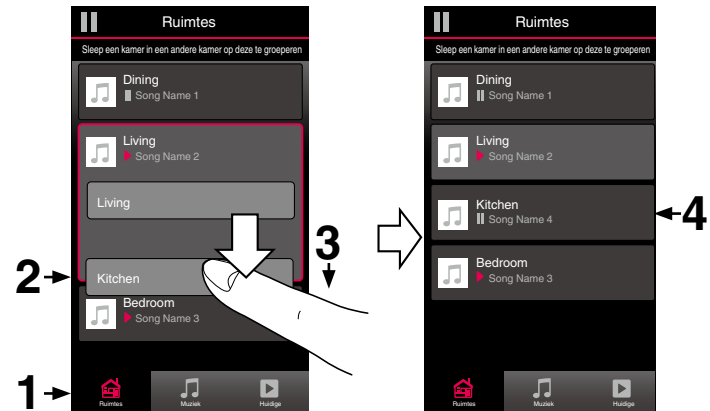 Ruimtes
Sleep een kamer in een andere kamer op deze te groeperen
Dining
Song Name 1
Living
Song Name 2
Living
Kitchen
Bedroom
Song Name 3
Ruimtes
Muziek
Huidige
1
2
3
Ruimtes
Sleep een kamer in een andere kamer op deze te groeperen
Dining
Song Name 1
Living
Song Name 2
Kitchen
Song Name 4
Bedroom
Song Name 3
Ruimtes
Muziek
Huidige
4